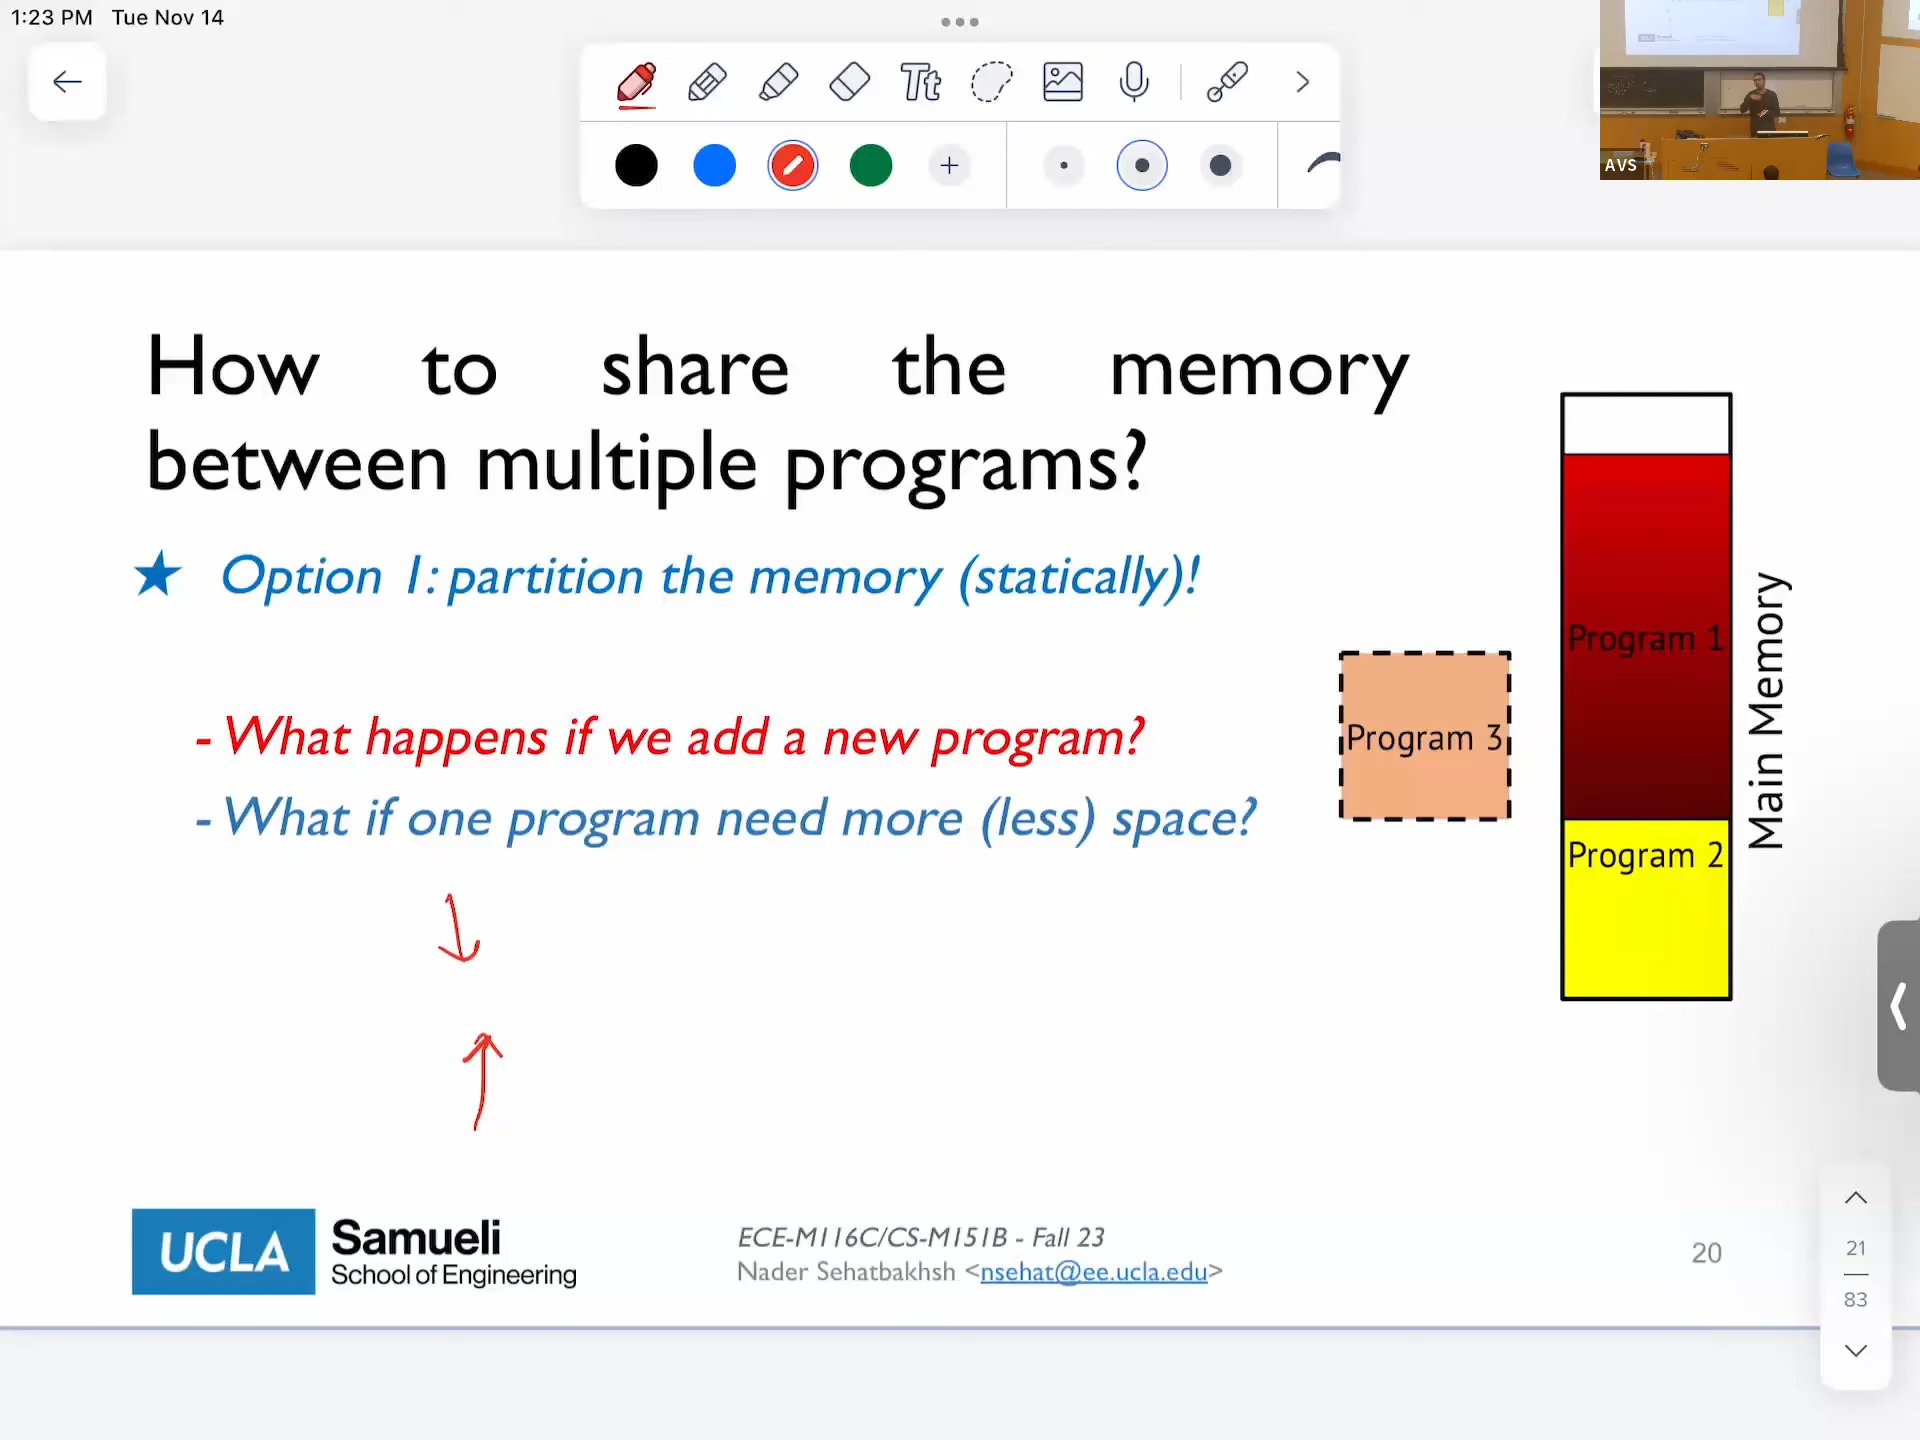 1:23 PM Tue Nov 14
Tt
AVS
How to share the memory
between multiple programs?
★ Option 1: partition the memory (statically)!
- What happens if we add a new program?
- What if one program need more (less) space?
Program 3
Program 1
Program 2
Main Memory
UCLA Samueli
School of Engineering
ECE-M116C/CS-M151B - Fall 23
Nader Sehatbakhsh <nsehat@ee.ucla.edu>
20
21
83